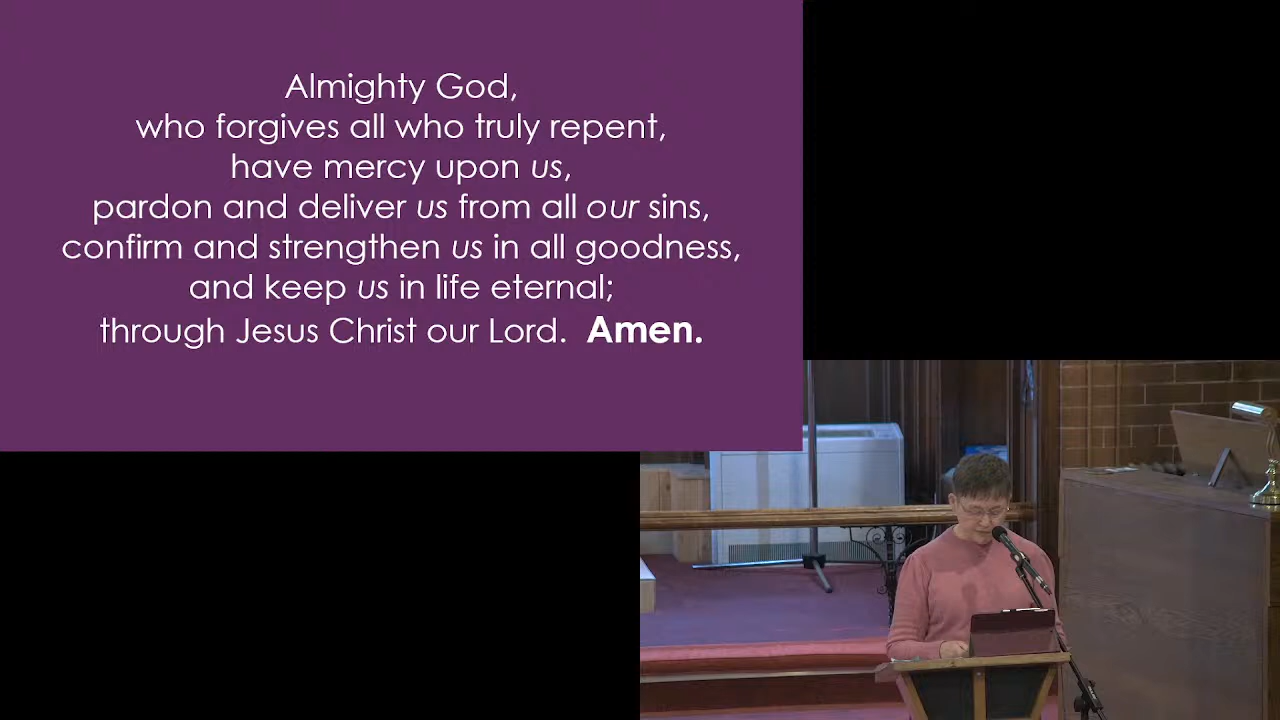 Almighty God,
who forgives all who truly repent,
have mercy upon us,
pardon and deliver us from all our sins,
confirm and strengthen us in all goodness,
and keep us in life eternal;
through Jesus Christ our Lord. Amen.